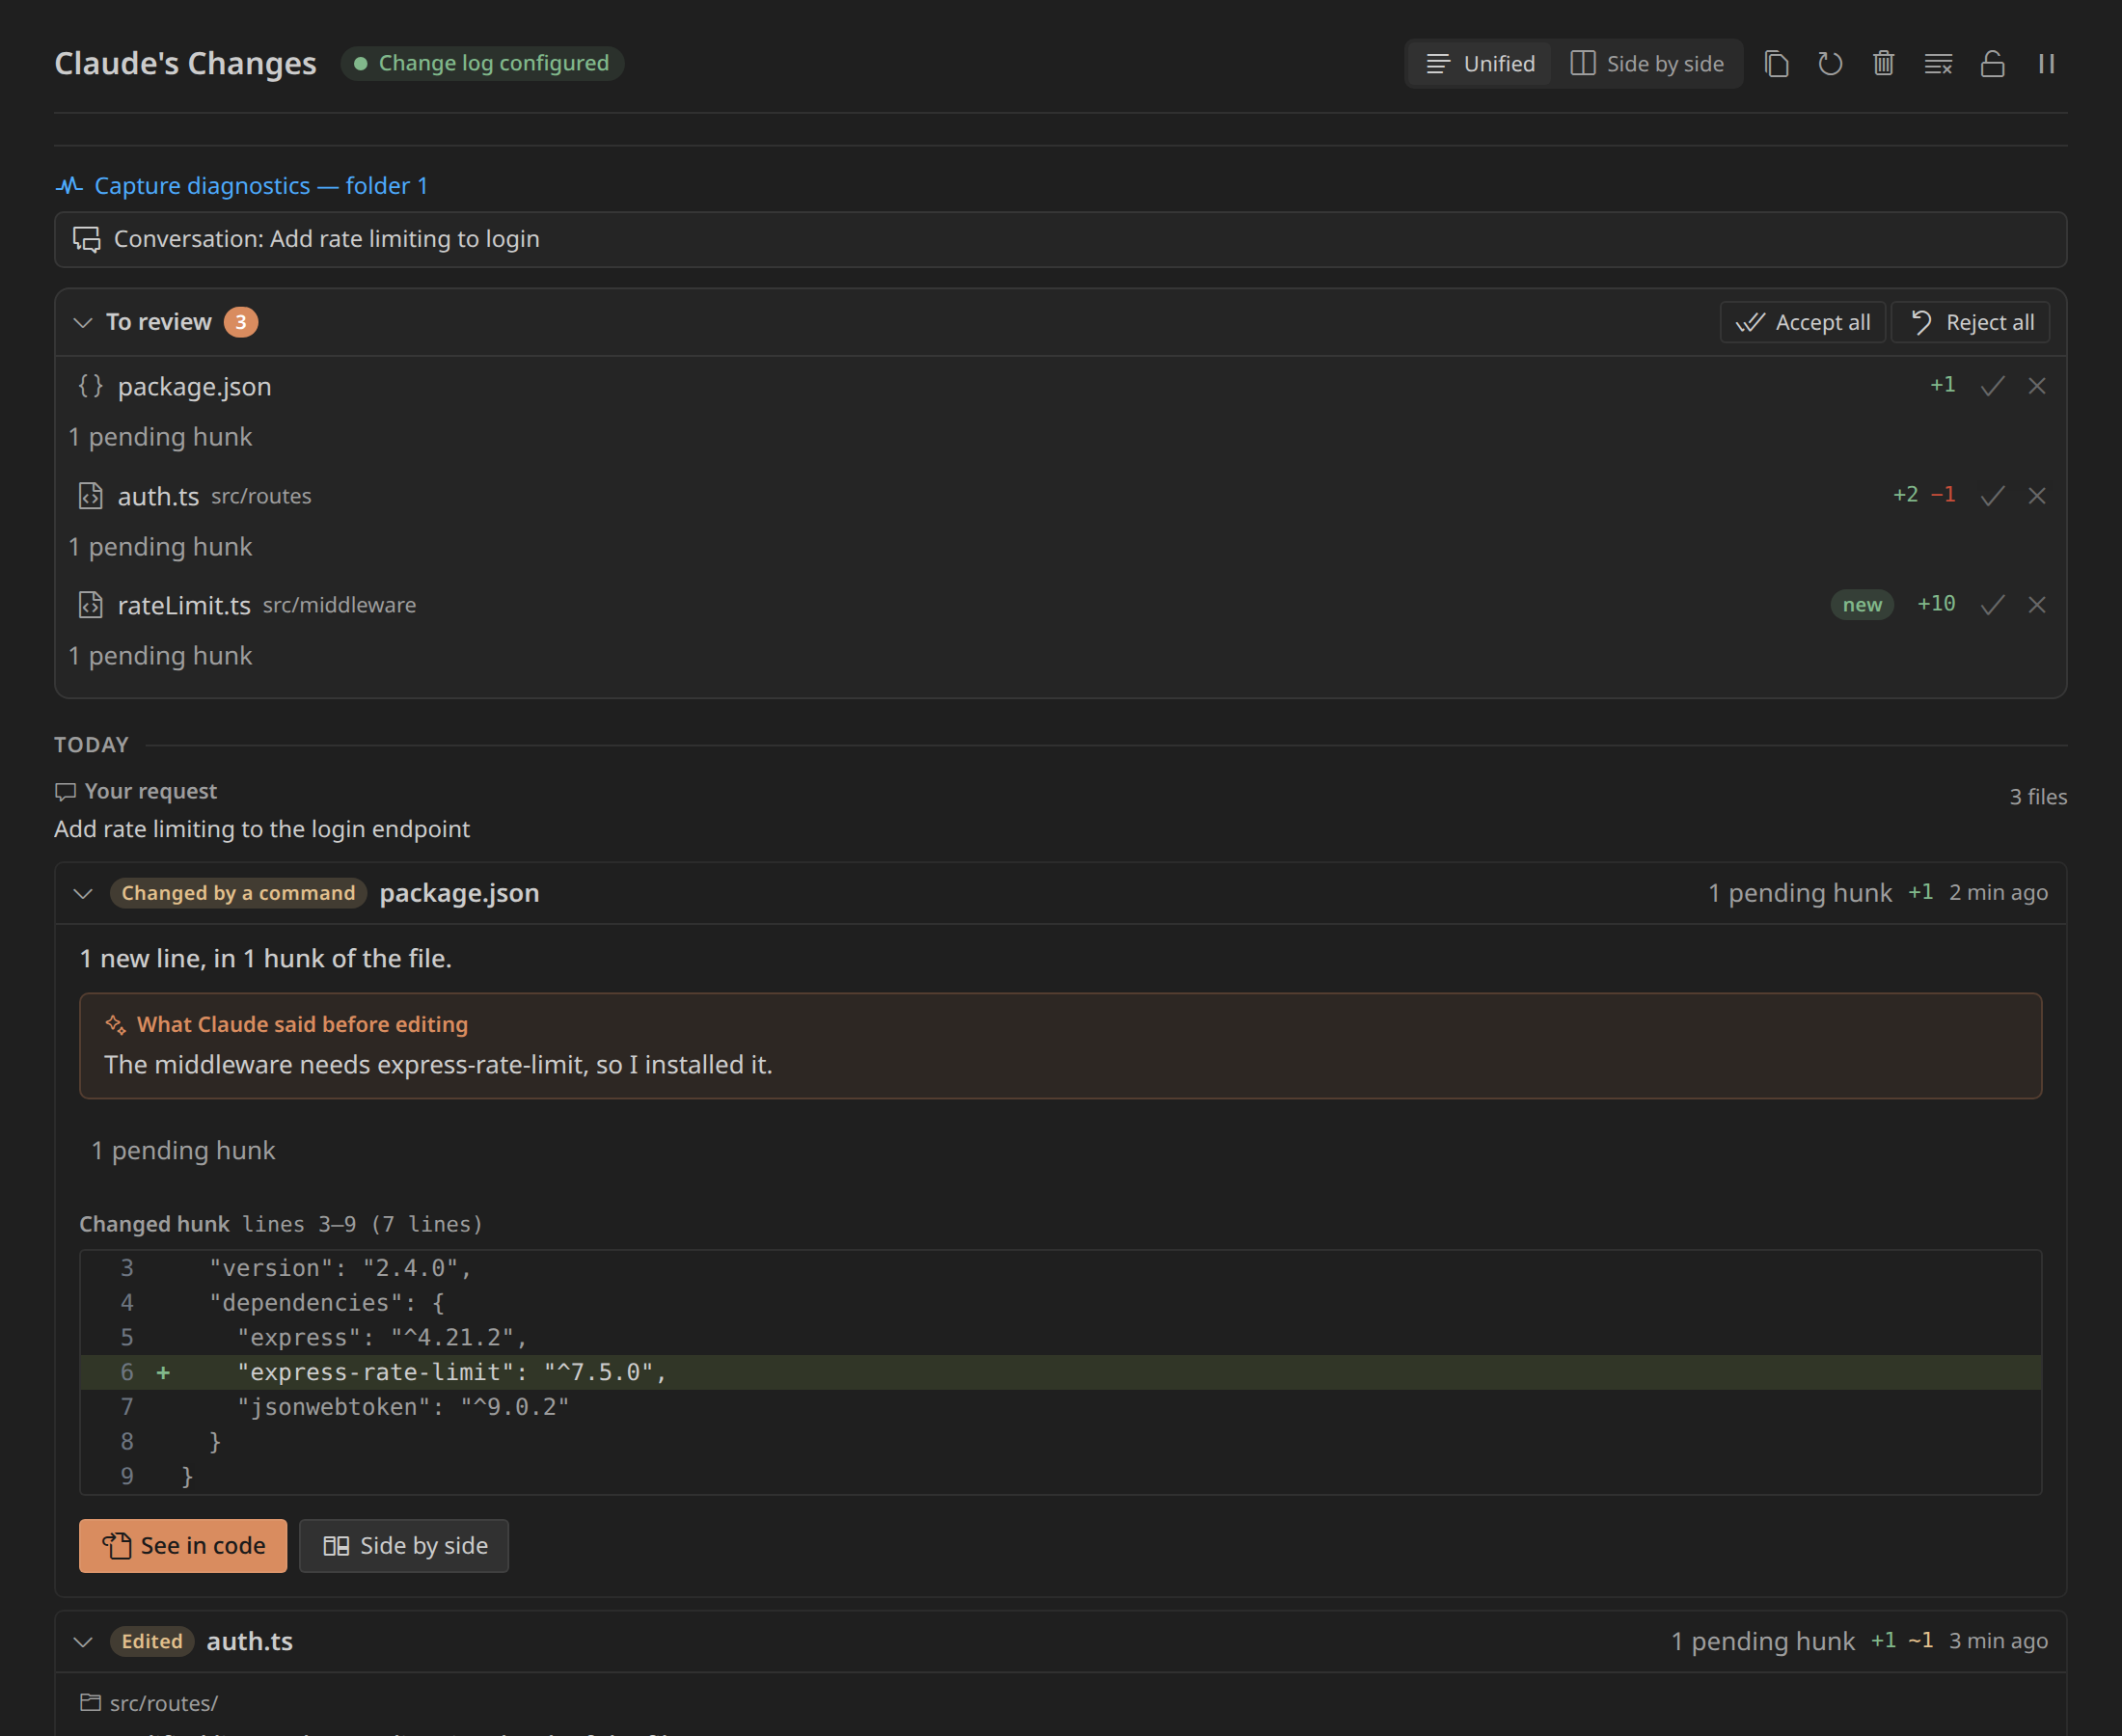 Claude's Changes
Change log configured
Unified
Side by side
Capture diagnostics — folder 1
Conversation: Add rate limiting to login
To review 3
Accept all
Reject all
{} package.json +1
1 pending hunk
auth.ts src/routes +2 −1
1 pending hunk
rateLimit.ts src/middleware new +10
1 pending hunk
TODAY
Your request
3 files
Add rate limiting to the login endpoint
Changed by a command package.json 1 pending hunk +1 2 min ago
1 new line, in 1 hunk of the file.
What Claude said before editing
The middleware needs express-rate-limit, so I installed it.
1 pending hunk
Changed hunk lines 3–9 (7 lines)
3 "version": "2.4.0",
4 "dependencies": {
5 "express": "^4.21.2",
6 + "express-rate-limit": "^7.5.0",
7 "jsonwebtoken": "^9.0.2"
8 }
9 }
See in code
Side by side
Edited auth.ts 1 pending hunk +1 ~1 3 min ago
src/routes/